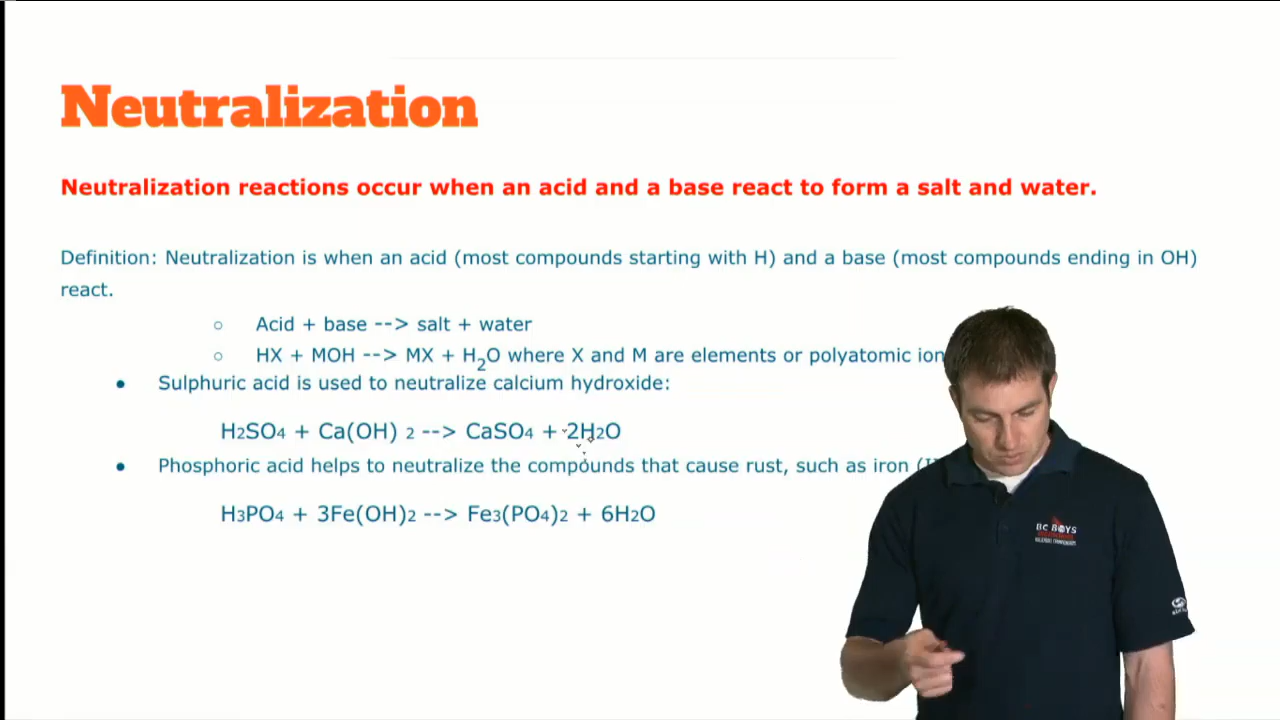 Neutralization
Neutralization reactions occur when an acid and a base react to form a salt and water.
Definition: Neutralization is when an acid (most compounds starting with H) and a base (most compounds ending in OH)
react.
○ Acid + base --> salt + water
○ HX + MOH --> MX + H₂O where X and M are elements or polyatomic ion
● Sulphuric acid is used to neutralize calcium hydroxide:
H₂SO₄ + Ca(OH) ₂ --> CaSO₄ + 2H₂O
● Phosphoric acid helps to neutralize the compounds that cause rust, such as iron (
H₃PO₄ + 3Fe(OH)₂ --> Fe₃(PO₄)₂ + 6H₂O
BC BOYS